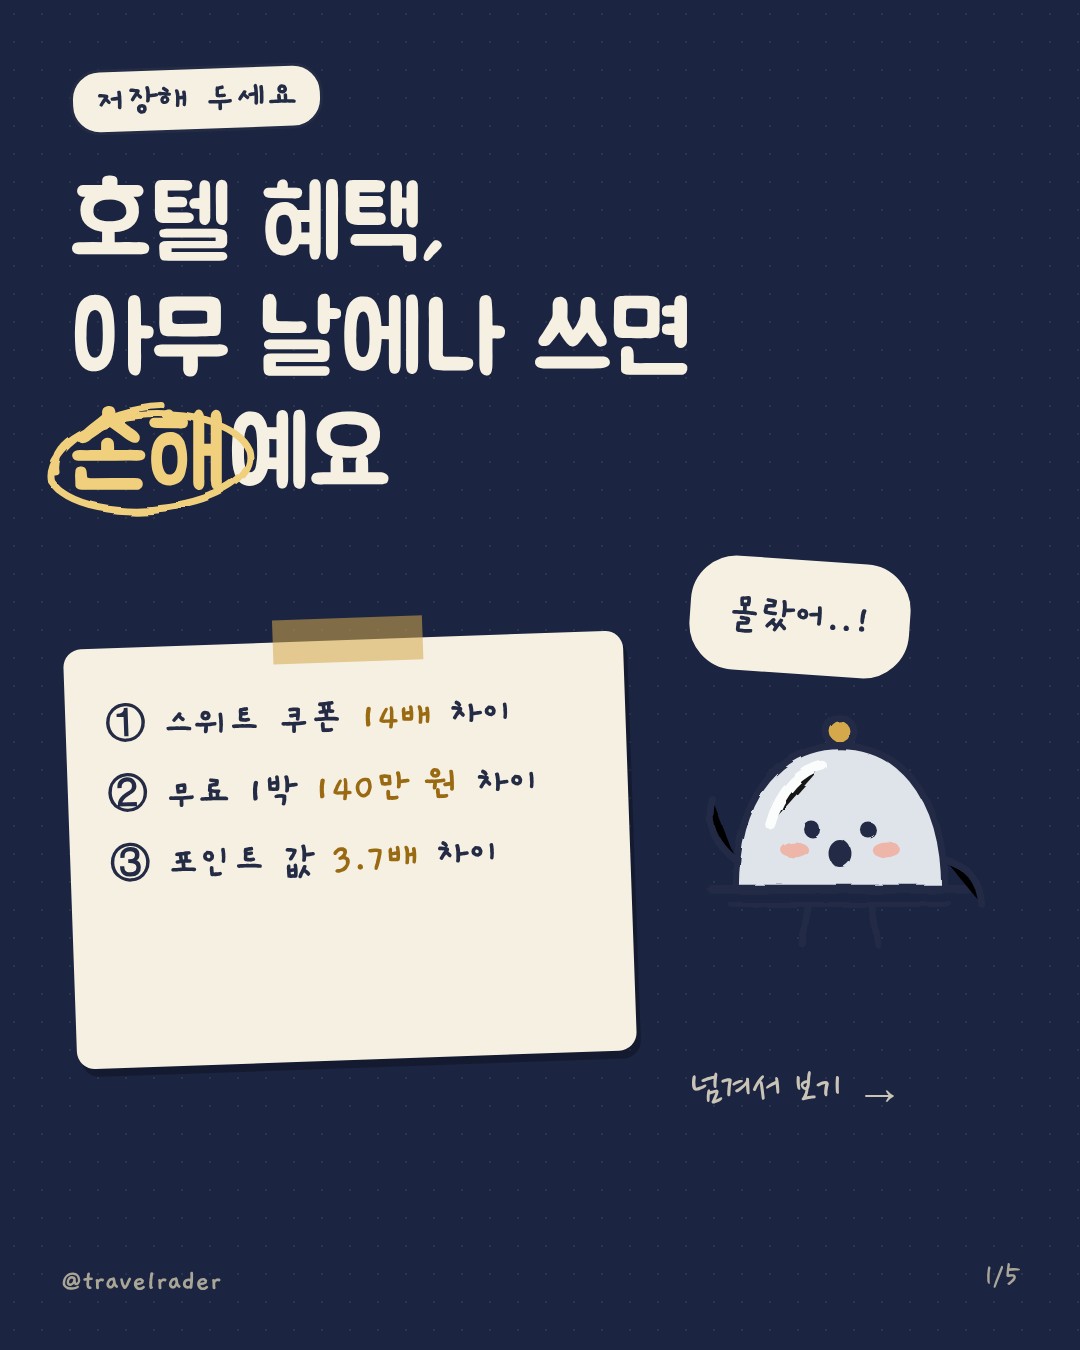 저장해 두세요
호텔 혜택,
아무 날에나 쓰면
손해예요
몰랐어..!
① 스위트 쿠폰 14배 차이
② 무료 1박 140만 원 차이
③ 포인트 값 3.7배 차이
넘겨서 보기 →
@travelrader
1/5